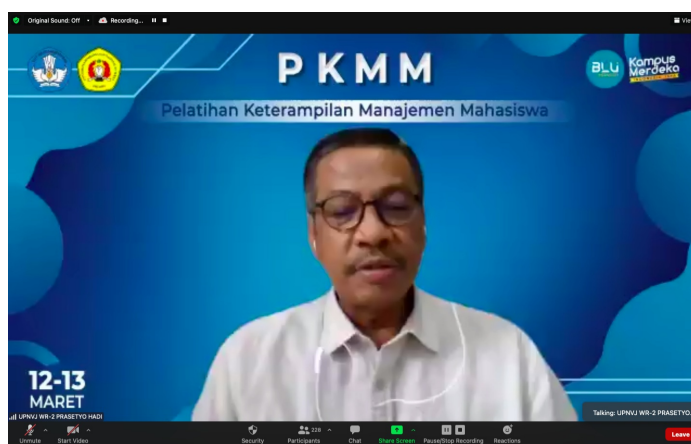 Original Sound: Off
Recording...
Vie
PKMM
BLU
Kampus
Merdeka
Pelatihan Keterampilan Manajemen Mahasiswa
12-13
MARET
UPNVJ WR-2 PRASETYO HADI
Talking: UPNVJ WR-2 PRASETYO...
Unmute
Start Video
Security
228
Participants
Chat
Share Screen
Pause/Stop Recording
Reactions
Leave